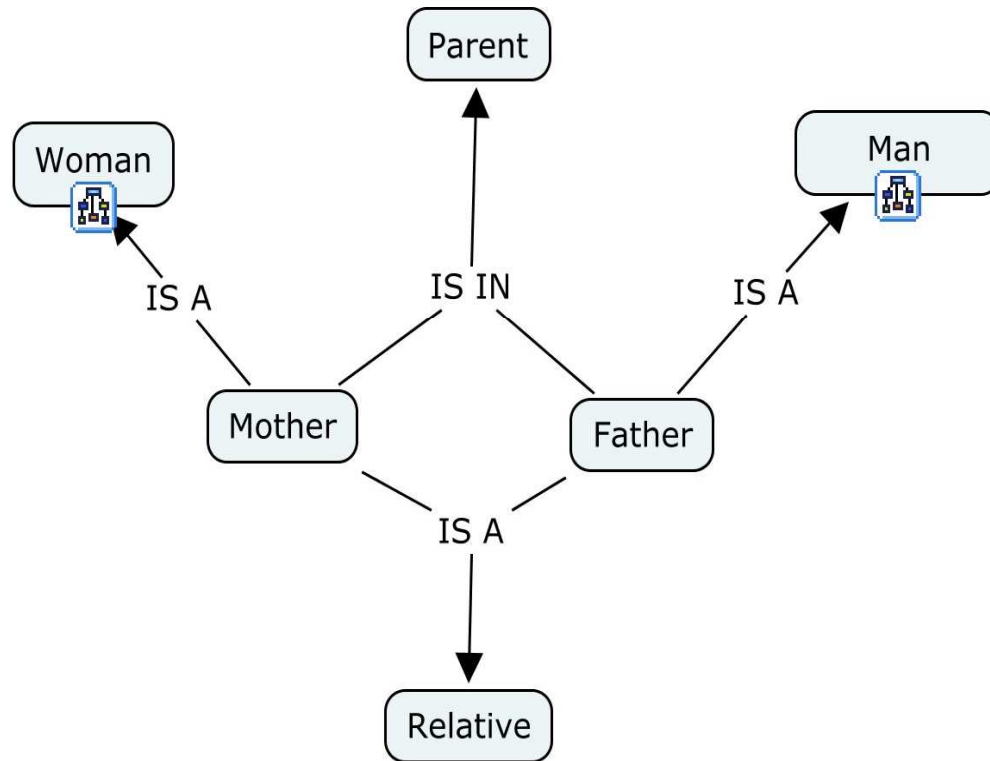 Parent
Woman
Man
IS IN
IS A
IS A
Mother
Father
IS A
Relative